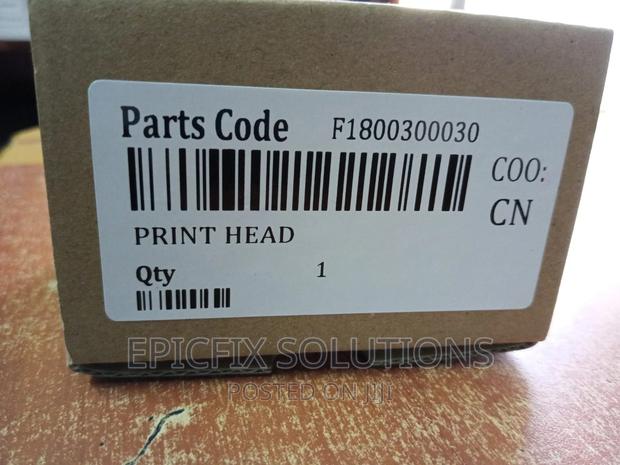 Parts Code F1800300030
COO:
CN
PRINT HEAD
Qty 1
EPICFIX SOLUTIONS
POSTED ON JIJI